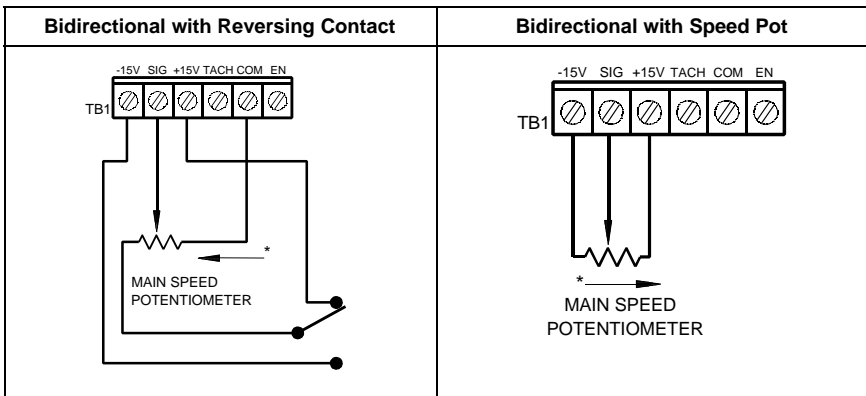 Bidirectional with Reversing Contact
-15V SIG +15V TACH COM EN
TB1
*
MAIN SPEED
POTENTIOMETER
Bidirectional with Speed Pot
-15V SIG +15V TACH COM EN
TB1
*
MAIN SPEED
POTENTIOMETER